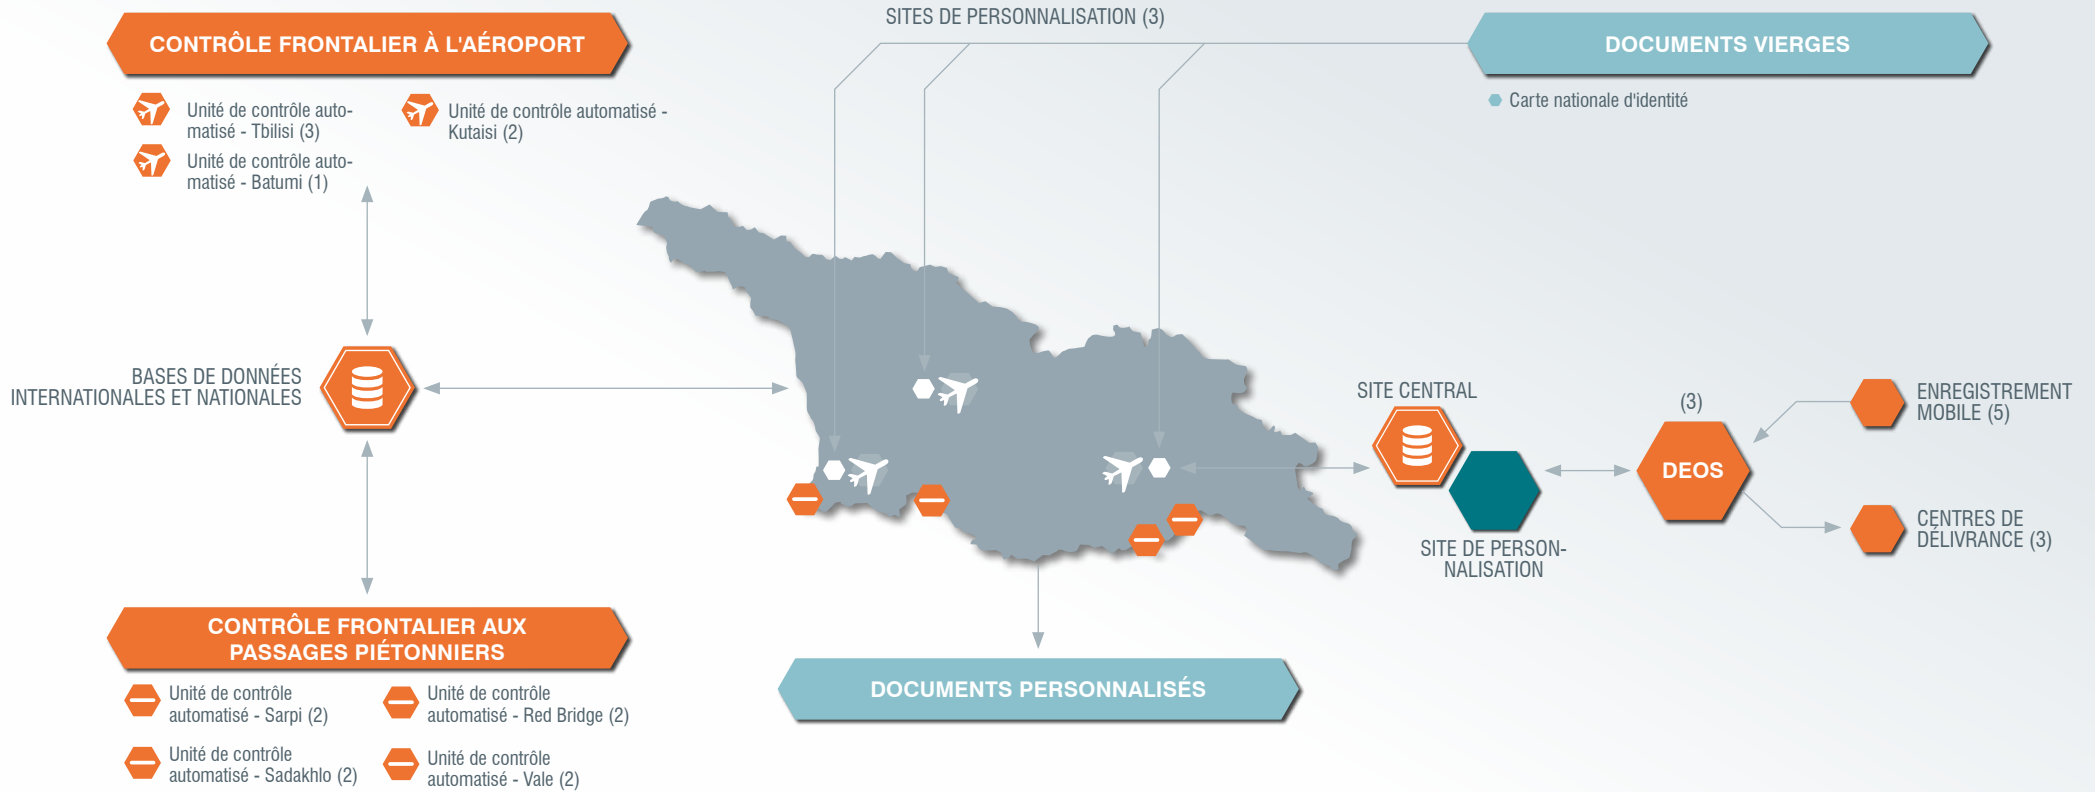 SITES DE PERSONNALISATION (3)
CONTRÔLE FRONTALIER À L'AÉROPORT
Unité de contrôle auto-
matisé - Tbilisi (3)
Unité de contrôle auto-
matisé - Batumi (1)
Unité de contrôle automatisé -
Kutaisi (2)
DOCUMENTS VIERGES
Carte nationale d'identité
BASES DE DONNÉES
INTERNATIONALES ET NATIONALES
SITE CENTRAL
SITE DE PERSON-
NALISATION
(3)
DEOS
ENREGISTREMENT
MOBILE (5)
CENTRES DE
DÉLIVRANCE (3)
CONTRÔLE FRONTALIER AUX
PASSAGES PIÉTONNIERS
Unité de contrôle
automatisé - Sarpi (2)
Unité de contrôle
automatisé - Sadakhlo (2)
Unité de contrôle
automatisé - Red Bridge (2)
Unité de contrôle
automatisé - Vale (2)
DOCUMENTS PERSONNALISÉS